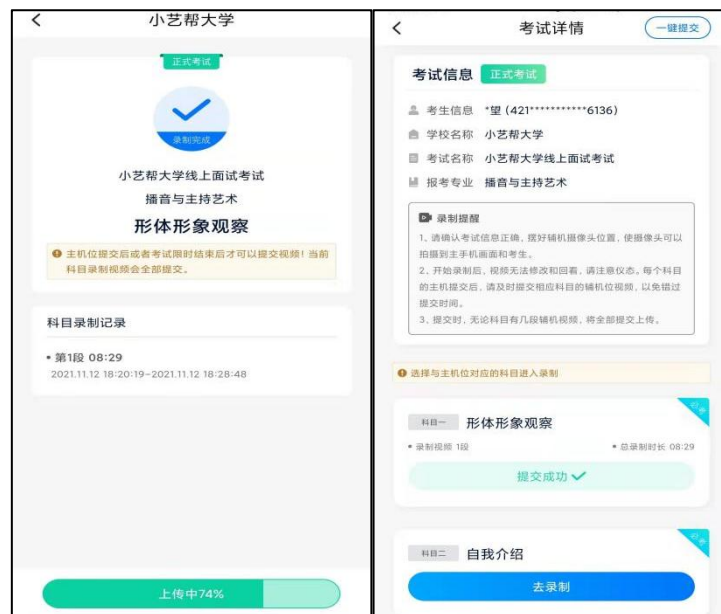 小艺帮大学
正式考试
录制完成
小艺帮大学线上面试考试
播音与主持艺术
形体形象观察
主机位提交后或者考试限时结束后才可以提交视频！当前
科目录制视频会全部提交。
科目录制记录
• 第1段 08:29
2021.11.12 18:20:19~2021.11.12 18:28:48
上传中74%
考试详情
一键提交
考试信息 正式考试
考生信息 *望 (421***********6136)
学校名称 小艺帮大学
考试名称 小艺帮大学线上面试考试
报考专业 播音与主持艺术
录制提醒
1、请确认考试信息正确，摆好辅机摄像头位置，使摄像头可以
拍摄到主手机画面和考生。
2、开始录制后，视频无法修改和回看，请注意仪态。每个科目
的主机提交后，请及时提交相应科目的辅机位视频，以免错过
提交时间。
3、提交时，无论科目有几段辅机视频，将全部提交上传。
选择与主机位对应的科目进入录制
科目一 形体形象观察
• 录制视频 1段 • 总录制时长 08:29
提交成功
科目二 自我介绍
去录制